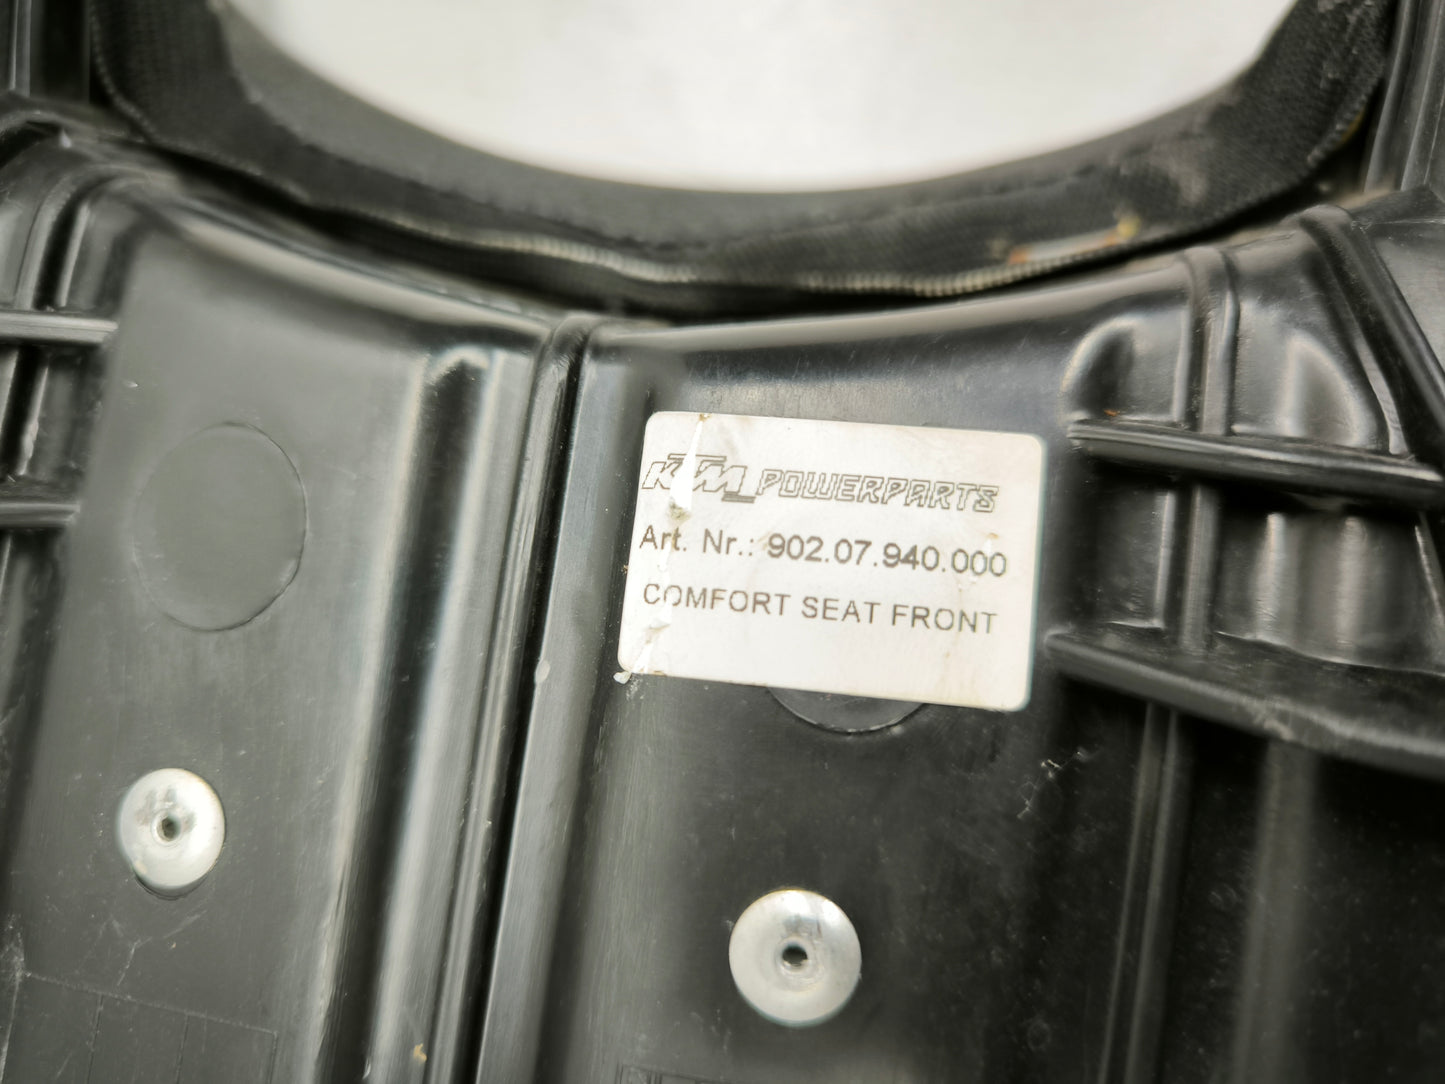 KTM POWERPARTS
Art. Nr.: 902.07.940.000
COMFORT SEAT FRONT